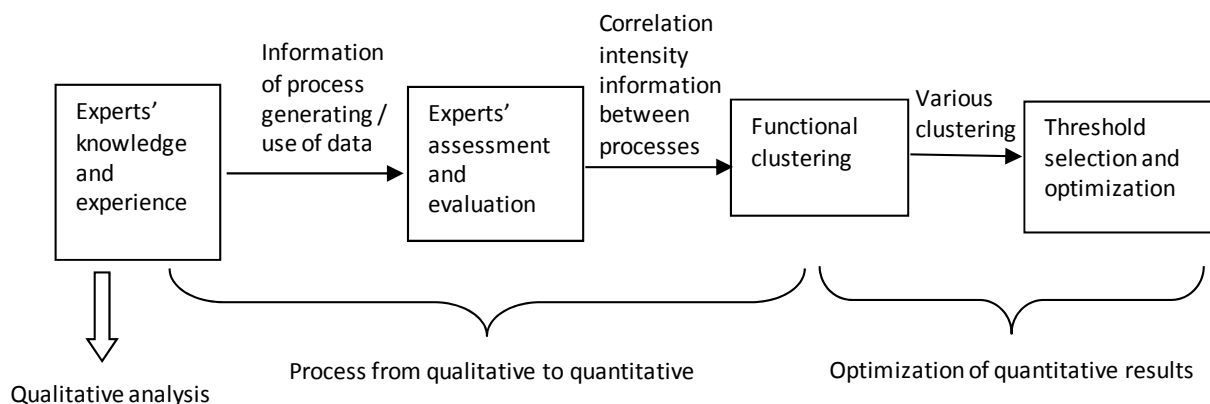 Experts'
knowledge
and
experience
Information
of process
generating /
use of data
Experts'
assessment
and
evaluation
Correlation
intensity
information
between
processes
Functional
clustering
Various
clustering
Threshold
selection and
optimization
Qualitative analysis
Process from qualitative to quantitative
Optimization of quantitative results